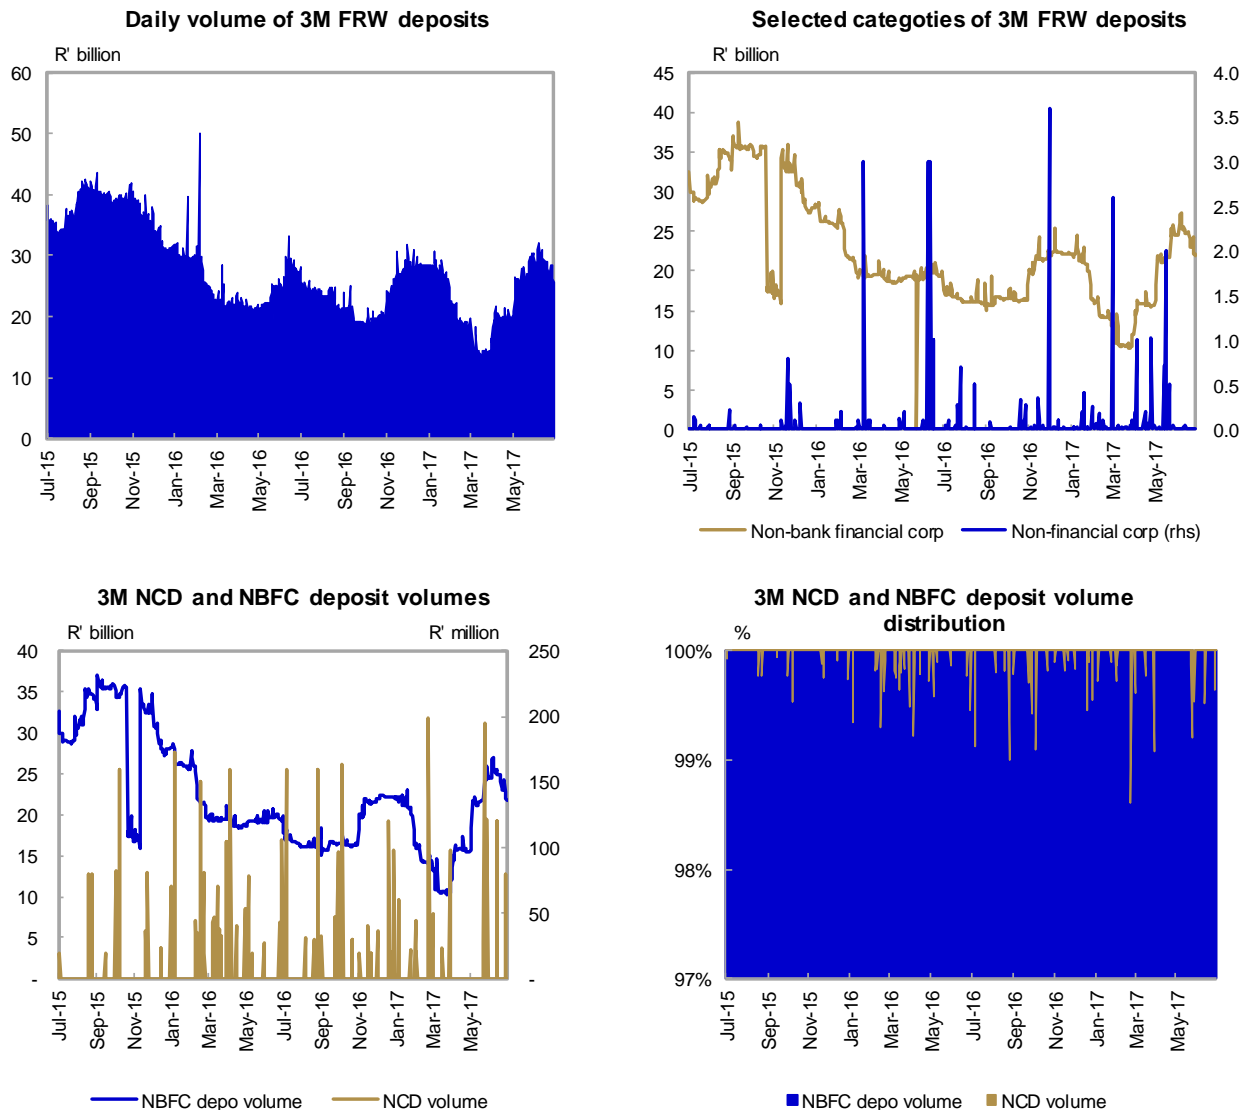 Daily volume of 3M FRW deposits
R' billion
60
50
40
30
20
10
0
Jul-15
Sep-15
Nov-15
Jan-16
Mar-16
May-16
Jul-16
Sep-16
Nov-16
Jan-17
Mar-17
May-17
Selected categoties of 3M FRW deposits
R' billion
45
40
35
30
25
20
15
10
5
0
4.0
3.5
3.0
2.5
2.0
1.5
1.0
0.5
0.0
Jul-15
Sep-15
Nov-15
Jan-16
Mar-16
May-16
Jul-16
Sep-16
Nov-16
Jan-17
Mar-17
May-17
Non-bank financial corp
Non-financial corp (rhs)
3M NCD and NBFC deposit volumes
R' billion
R' million
40
35
30
25
20
15
10
5
-
250
200
150
100
50
-
Jul-15
Sep-15
Nov-15
Jan-16
Mar-16
May-16
Jul-16
Sep-16
Nov-16
Jan-17
Mar-17
May-17
NBFC depo volume
NCD volume
3M NCD and NBFC deposit volume
distribution
%
100%
99%
98%
97%
Jul-15
Sep-15
Nov-15
Jan-16
Mar-16
May-16
Jul-16
Sep-16
Nov-16
Jan-17
Mar-17
May-17
NBFC depo volume
NCD volume